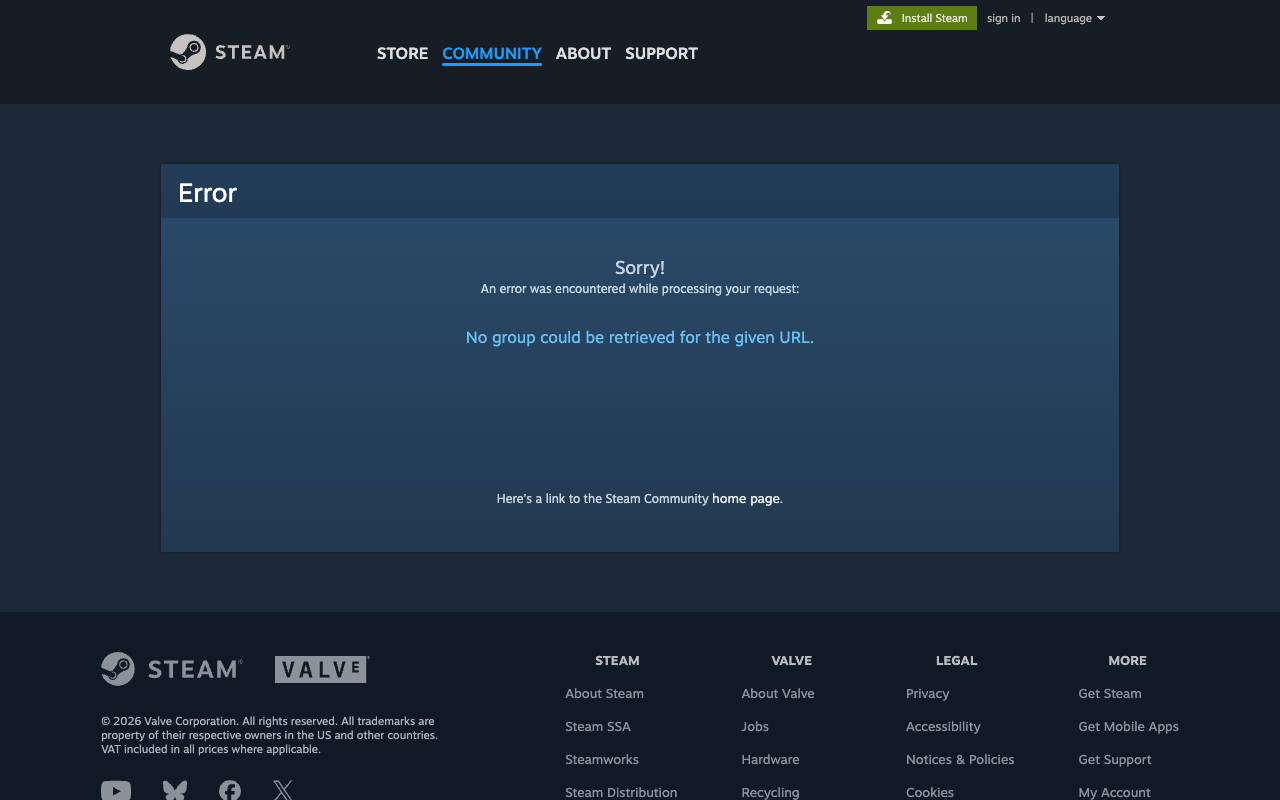 Install Steam
sign in | language
STEAM®
STORE COMMUNITY ABOUT SUPPORT
Error
Sorry!
An error was encountered while processing your request:
No group could be retrieved for the given URL.
Here's a link to the Steam Community home page.
STEAM® VALVE®
© 2026 Valve Corporation. All rights reserved. All trademarks are
property of their respective owners in the US and other countries.
VAT included in all prices where applicable.
STEAM
About Steam
Steam SSA
Steamworks
Steam Distribution
VALVE
About Valve
Jobs
Hardware
Recycling
LEGAL
Privacy
Accessibility
Notices & Policies
Cookies
MORE
Get Steam
Get Mobile Apps
Get Support
My Account